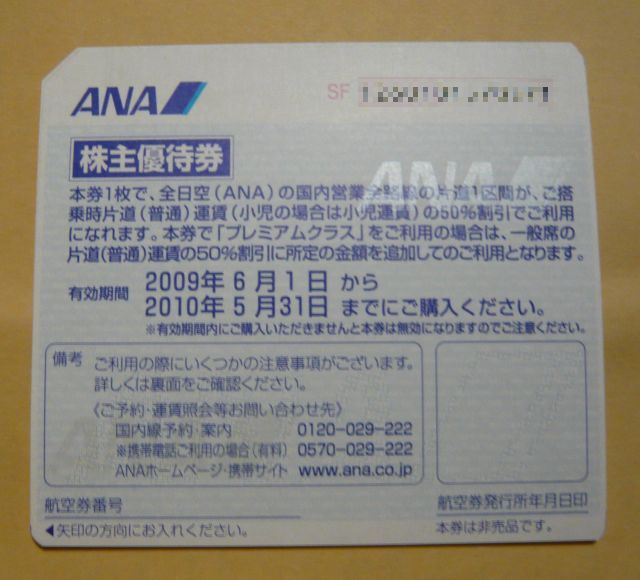 ANA
SF
株主優待券
ANA
本券1枚で、全日空(ANA)の国内営業全路線の片道1区間が、ご搭
乗時片道(普通)運賃(小児の場合は小児運賃)の50%割引でご利用
になれます。本券で「プレミアムクラス」をご利用の場合は、一般席の
片道(普通)運賃の50%割引に所定の金額を追加してのご利用となります。
有効期間 2009年 6月 1日 から
2010年 5月31日 までにご購入ください。
※有効期間内にご購入いただきませんと本券は無効になりますのでご注意ください。
備考 ご利用の際にいくつかの注意事項がございます。
詳しくは裏面をご確認ください。
〈ご予約・運賃照会等お問い合わせ先〉
国内線予約・案内 0120-029-222
※携帯電話ご利用の場合(有料) 0570-029-222
ANAホームページ・携帯サイト www.ana.co.jp
航空券番号 航空券発行所年月日印
◀矢印の方向にお入れください。 本券は非売品です。